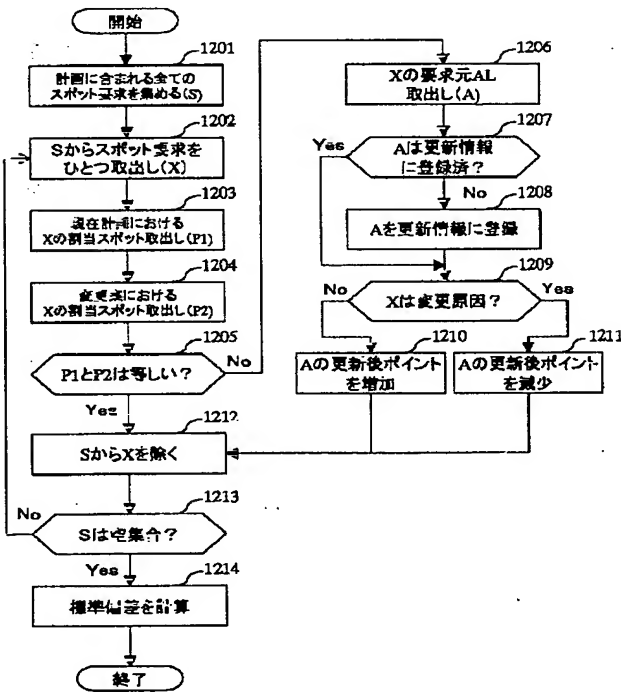 開始
1201
計画に含まれる全ての
スポット要求を集める(S)
1202
Sからスポット要求を
ひとつ取出し(X)
1203
現在計画における
Xの割当スポット取出し(P1)
1204
変更案における
Xの割当スポット取出し(P2)
1205
P1とP2は等しい?
No
Yes
1206
Xの要求元AL
取出し(A)
1207
Yes
Aは更新情報
に登録済?
No
1208
Aを更新情報に登録
1209
No
Yes
Xは変更原因?
1210
Aの更新後ポイント
を増加
1211
Aの更新後ポイント
を減少
1212
SからXを除く
1213
No
Sは空集合?
Yes
1214
標準偏差を計算
終了